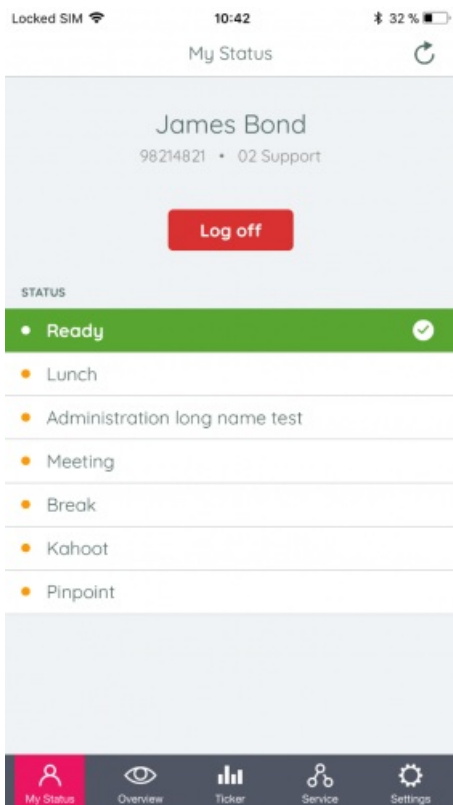 Locked SIM 10:42 32 %
My Status
James Bond
98214821 • 02 Support
Log off
STATUS
Ready
Lunch
Administration long name test
Meeting
Break
Kahoot
Pinpoint
My Status Overview Ticker Service Settings